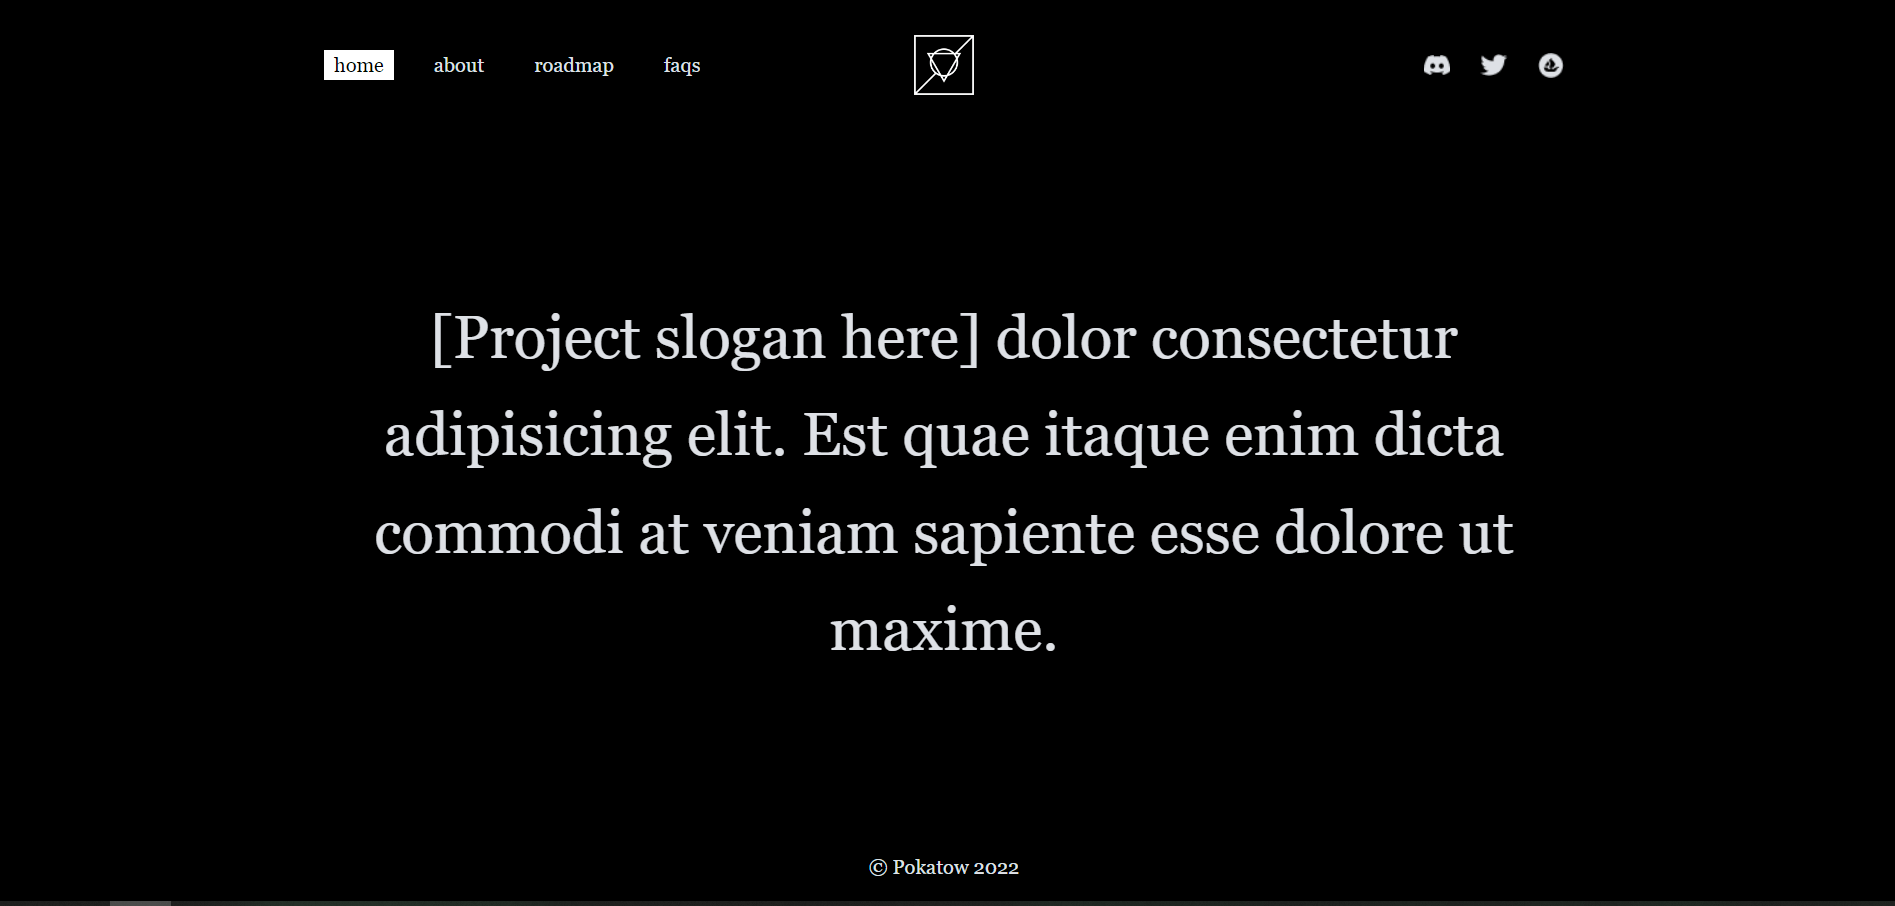 home about roadmap faqs
[Project slogan here] dolor consectetur
adipisicing elit. Est quae itaque enim dicta
commodi at veniam sapiente esse dolore ut
maxime.
© Pokatow 2022